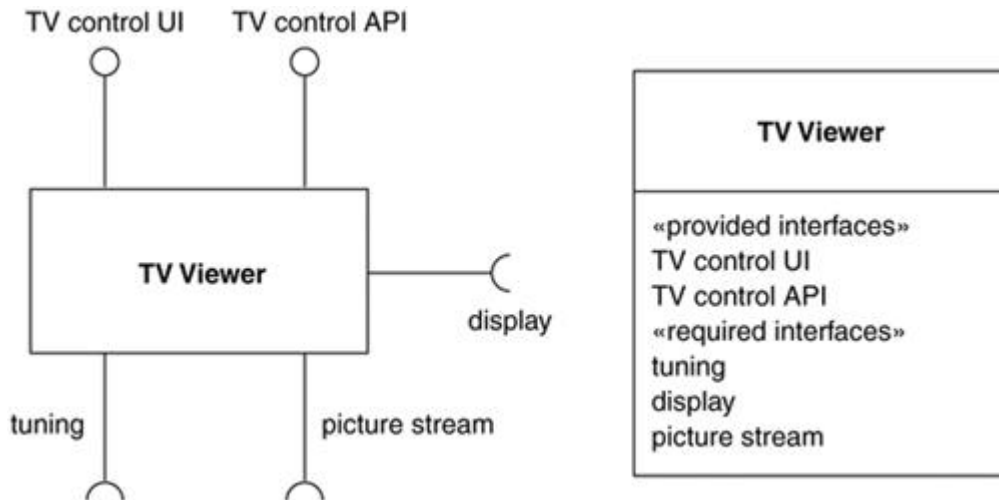 TV control UI
TV control API
TV Viewer
display
tuning
picture stream
TV Viewer
«provided interfaces»
TV control UI
TV control API
«required interfaces»
tuning
display
picture stream